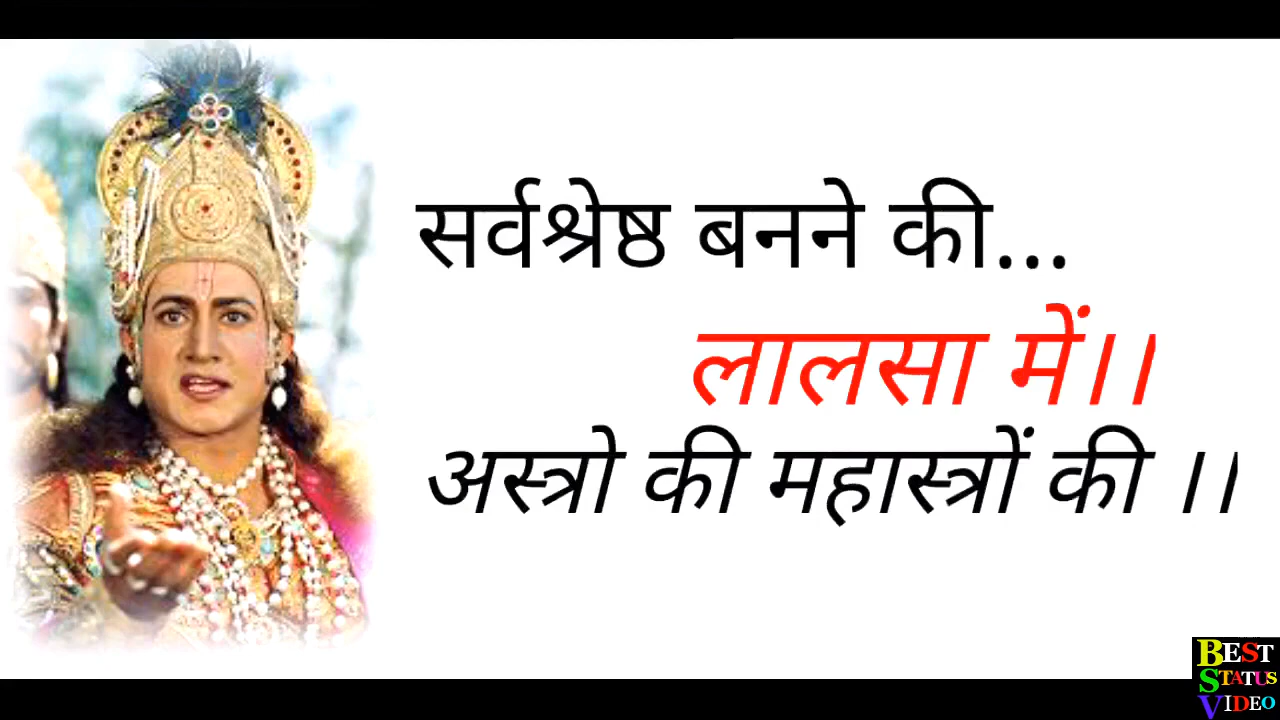 सर्वश्रेष्ठ बनने की...
लालसा में।।
अस्त्रो की महास्त्रों की ।।
BEST
STATUS
VIDEO